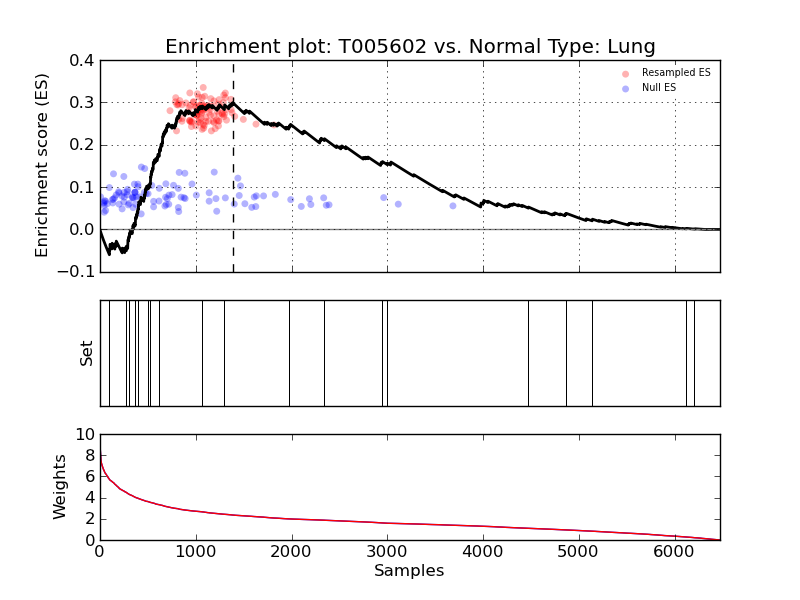 Enrichment plot: T005602 vs. Normal Type: Lung
0.4
0.3
0.2
0.1
0.0
−0.1
Enrichment score (ES)
Resampled ES
Null ES
Set
10
8
6
4
2
0
Weights
0 1000 2000 3000 4000 5000 6000
Samples